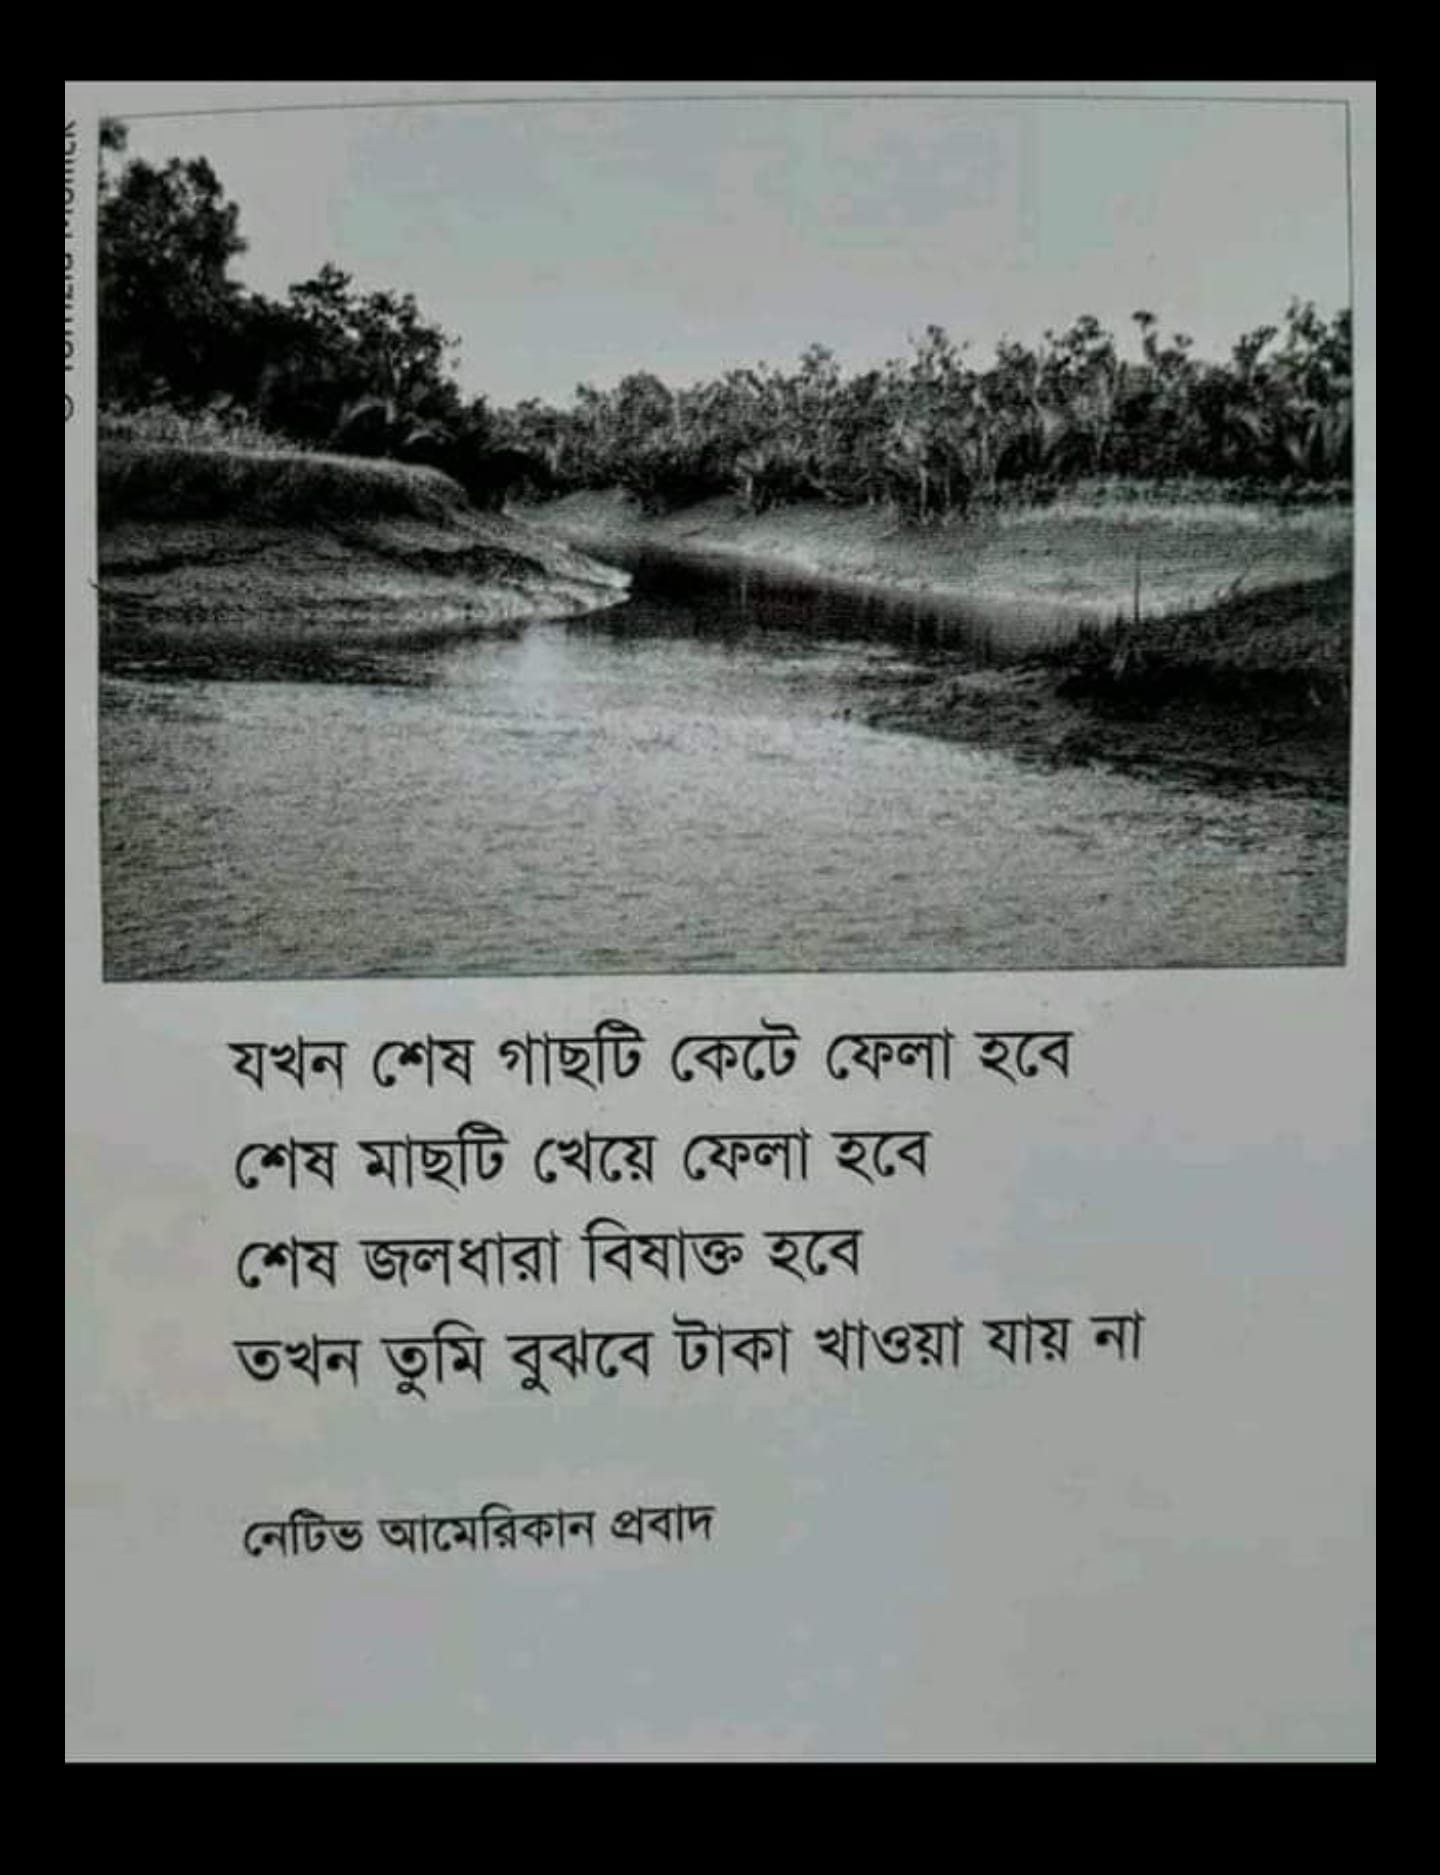 যখন শেষ গাছটি কেটে ফেলা হবে
শেষ মাছটি খেয়ে ফেলা হবে
শেষ জলধারা বিষাক্ত হবে
তখন তুমি বুঝবে টাকা খাওয়া যায় না
নেটিভ আমেরিকান প্রবাদ